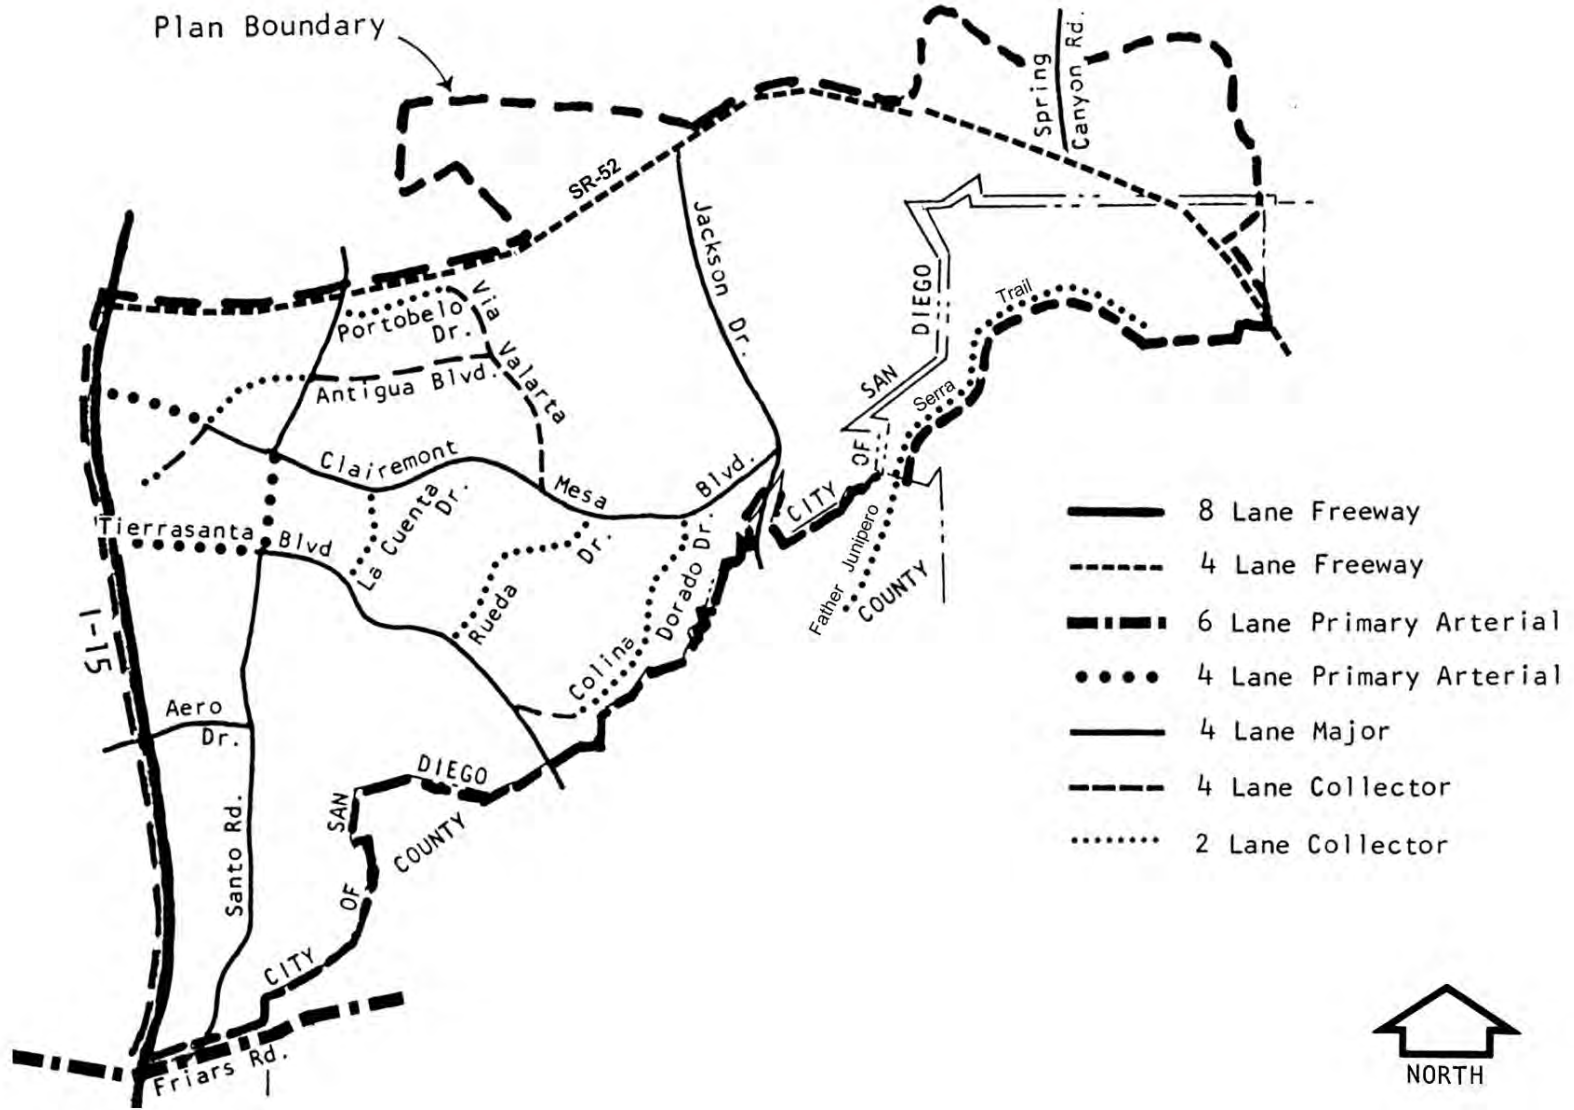 Plan Boundary
Spring
Canyon Rd.
SR-52
Jackson Dr.
Via
Valarta
Portobelo
Dr.
Antigua Blvd.
SAN DIEGO
Trail
Serra
Father Junipero
CITY OF
COUNTY
Clairemont
Mesa
Blvd.
Tierrasanta Blvd
La Cuenta
Dr.
Rueda
Dr.
Colina
Dorado Dr.
I-15
Aero
Dr.
Santo Rd.
CITY OF SAN DIEGO
COUNTY
Friars Rd.
8 Lane Freeway
4 Lane Freeway
6 Lane Primary Arterial
4 Lane Primary Arterial
4 Lane Major
4 Lane Collector
2 Lane Collector
NORTH